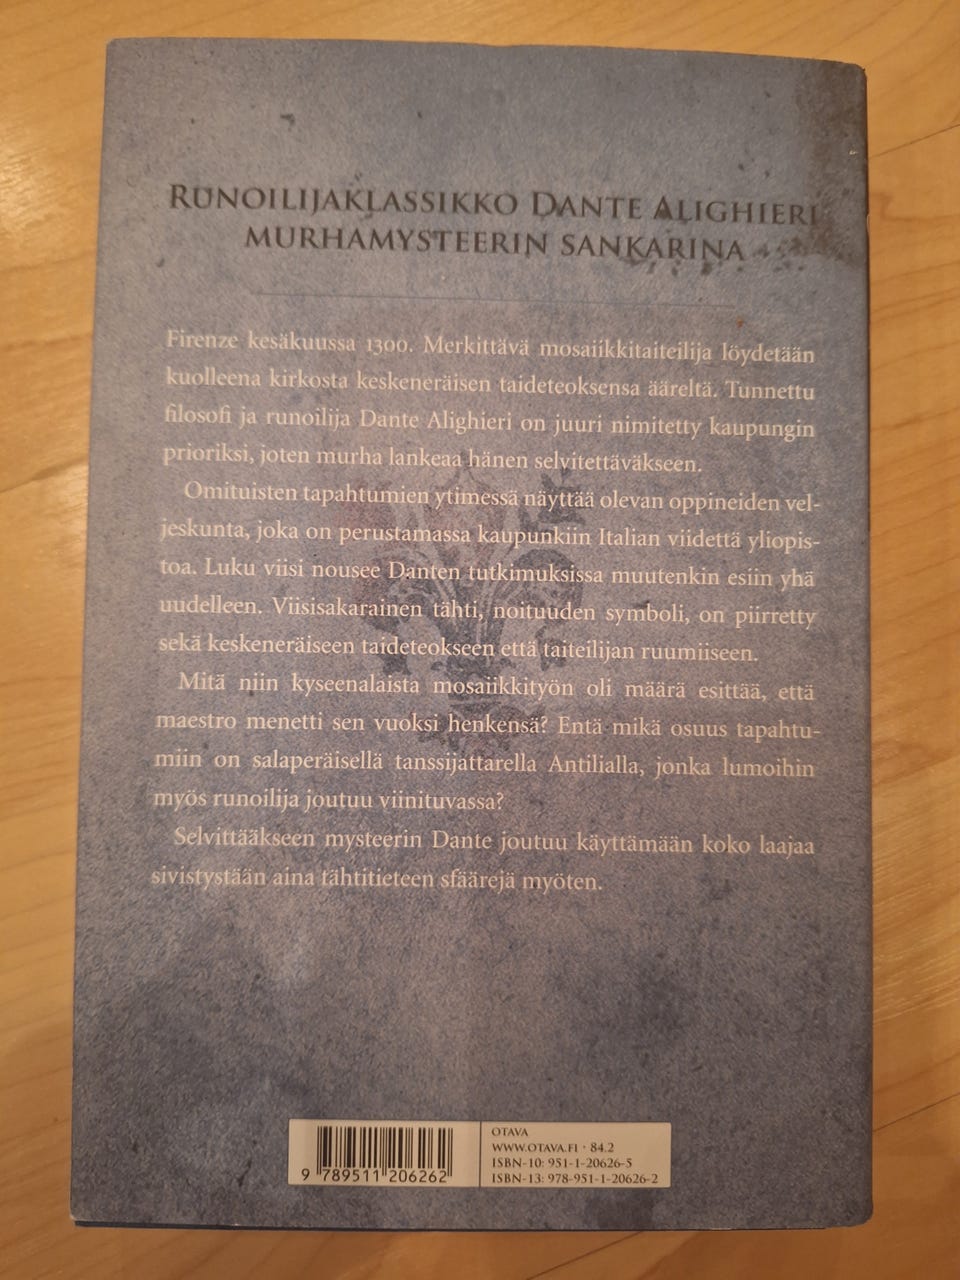 RUNOILIJAKLASSIKKO DANTE ALIGHIERI
MURHAMYSTEERIN SANKARINA
Firenze kesäkuussa 1300. Merkittävä mosaiikkitaiteilija löydetään
kuolleena kirkosta keskeneräisen taideteoksensa ääreltä. Tunnettu
filosofi ja runoilija Dante Alighieri on juuri nimitetty kaupungin
prioriksi, joten murha lankeaa hänen selvitettäväkseen.
Omituisten tapahtumien ytimessä näyttää olevan oppineiden vel-
jeskunta, joka on perustamassa kaupunkiin Italian viidettä yliopis-
toa. Luku viisi nousee Danten tutkimuksissa muutenkin esiin yhä
uudelleen. Viisisakarainen tähti, noituuden symboli, on piirretty
sekä keskeneräiseen taideteokseen että taiteilijan ruumiiseen.
Mitä niin kyseenalaista mosaiikkityön oli määrä esittää, että
maestro menetti sen vuoksi henkensä? Entä mikä osuus tapahtu-
miin on salaperäisellä tanssijattarella Antilialla, jonka lumoihin
myös runoilija joutuu viinituvassa?
Selvittääkseen mysteerin Dante joutuu käyttämään koko laajaa
sivistystään aina tähtitieteen sfäärejä myöten.
OTAVA
WWW.OTAVA.FI · 84.2
ISBN-10: 951-1-20626-5
ISBN-13: 978-951-1-20626-2
9 789511 206262